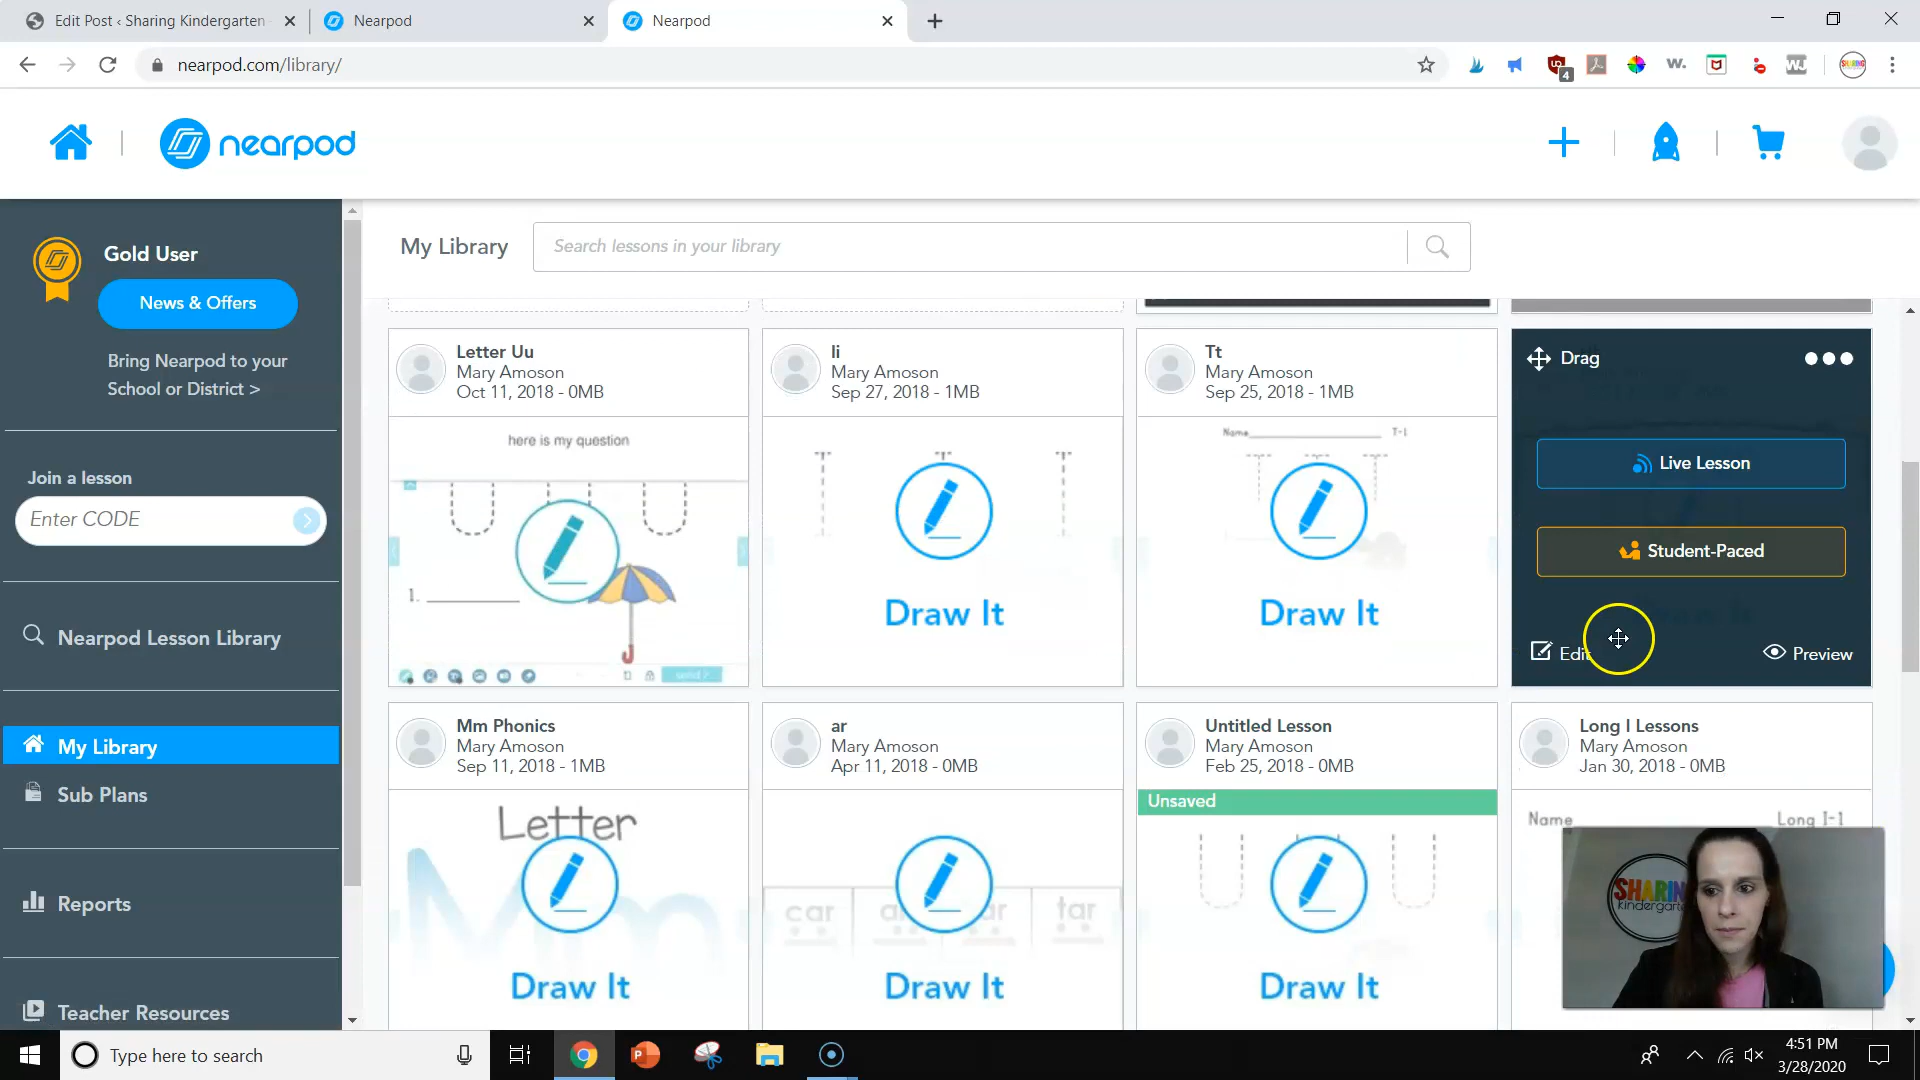 Edit Post ‹ Sharing Kindergarten
Nearpod
Nearpod
nearpod.com/library/
4
nearpod
Gold User
News & Offers
Bring Nearpod to your
School or District >
Join a lesson
Enter CODE
Nearpod Lesson Library
My Library
Sub Plans
Reports
Teacher Resources
My Library
Search lessons in your library
Letter Uu
Mary Amoson
Oct 11, 2018 - 0MB
here is my question
1.
send >
Ii
Mary Amoson
Sep 27, 2018 - 1MB
Draw It
Tt
Mary Amoson
Sep 25, 2018 - 1MB
Name
T-1
Draw It
Drag
Live Lesson
Student-Paced
Edit
Preview
Mm Phonics
Mary Amoson
Sep 11, 2018 - 1MB
Letter
Mm
Draw It
ar
Mary Amoson
Apr 11, 2018 - 0MB
car
tar
Draw It
Untitled Lesson
Mary Amoson
Feb 25, 2018 - 0MB
Unsaved
Draw It
Long I Lessons
Mary Amoson
Jan 30, 2018 - 0MB
Name
Long I-1
SHARING
kindergarten
Type here to search
4:51 PM
3/28/2020